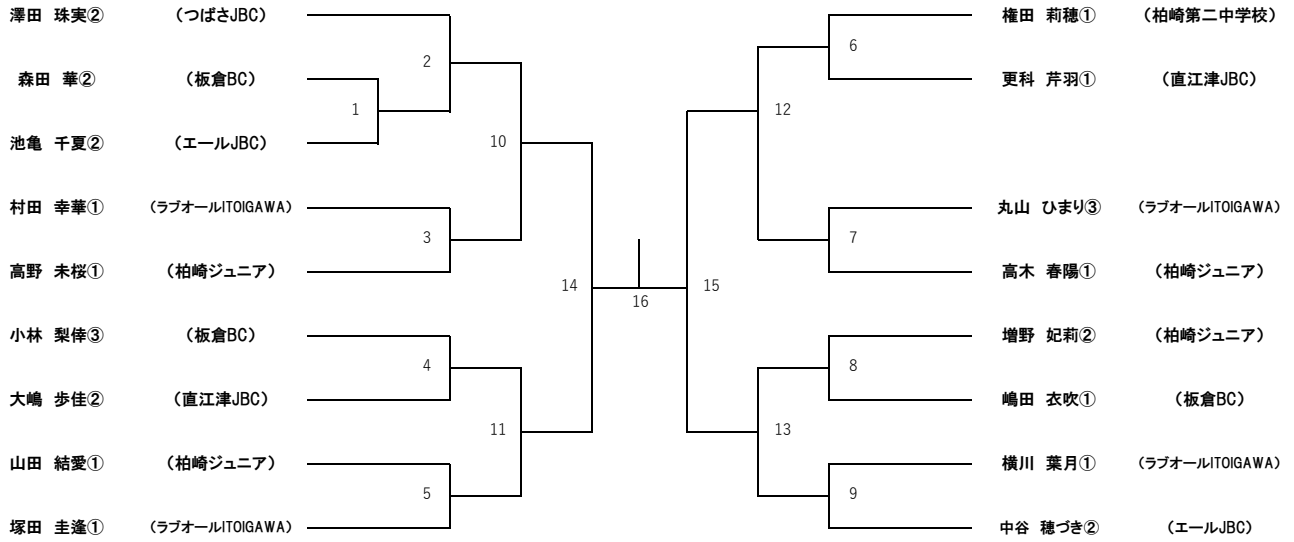 澤田 珠実② (つばさJBC)
2
森田 華② (板倉BC)
1
池亀 千夏② (エールJBC)
10
村田 幸華① (ラブオールITOIGAWA)
3
高野 未桜① (柏崎ジュニア)
14
小林 梨倖③ (板倉BC)
4
大嶋 歩佳② (直江津JBC)
11
山田 結愛① (柏崎ジュニア)
5
塚田 圭逢① (ラブオールITOIGAWA)
16
権田 莉穂① (柏崎第二中学校)
6
更科 芹羽① (直江津JBC)
12
丸山 ひまり③ (ラブオールITOIGAWA)
7
高木 春陽① (柏崎ジュニア)
15
増野 妃莉② (柏崎ジュニア)
8
嶋田 衣吹① (板倉BC)
13
横川 葉月① (ラブオールITOIGAWA)
9
中谷 穂づき② (エールJBC)